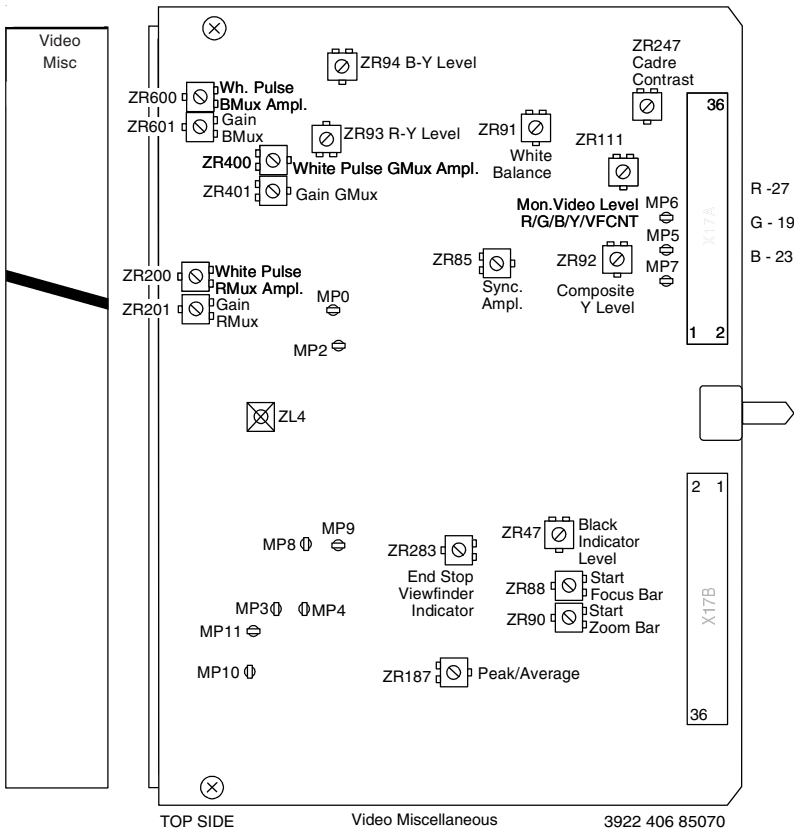 Video
Misc
ZR94 B-Y Level
ZR247
Cadre
Contrast
ZR600
Wh. Pulse
BMux Ampl.
ZR601
Gain
BMux
ZR93 R-Y Level
ZR91
White
Balance
ZR111
36
ZR400
White Pulse GMux Ampl.
ZR401
Gain GMux
Mon.Video Level
R/G/B/Y/VFCNT
MP6
MP5
MP7
X17A
R -27
G - 19
B - 23
ZR200
White Pulse
RMux Ampl.
ZR201
Gain
RMux
MP0
MP2
ZR85
Sync.
Ampl.
ZR92
Composite
Y Level
1 2
ZL4
2 1
MP8
MP9
ZR283
End Stop
Viewfinder
Indicator
ZR47
Black
Indicator
Level
ZR88
Start
Focus Bar
ZR90
Start
Zoom Bar
X17B
MP3
MP4
MP11
MP10
ZR187
Peak/Average
36
TOP SIDE
Video Miscellaneous
3922 406 85070